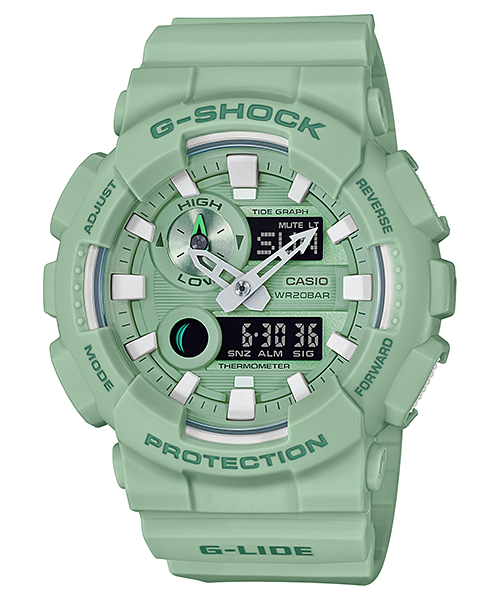 G-SHOCK
ADJUST
REVERSE
HIGH
TIDE GRAPH
MUTE LT
SUN
LOW
CASIO
WR20BAR
6:30 36
SNZ ALM SIG
THERMOMETER
MODE
FORWARD
PROTECTION
G-LIDE